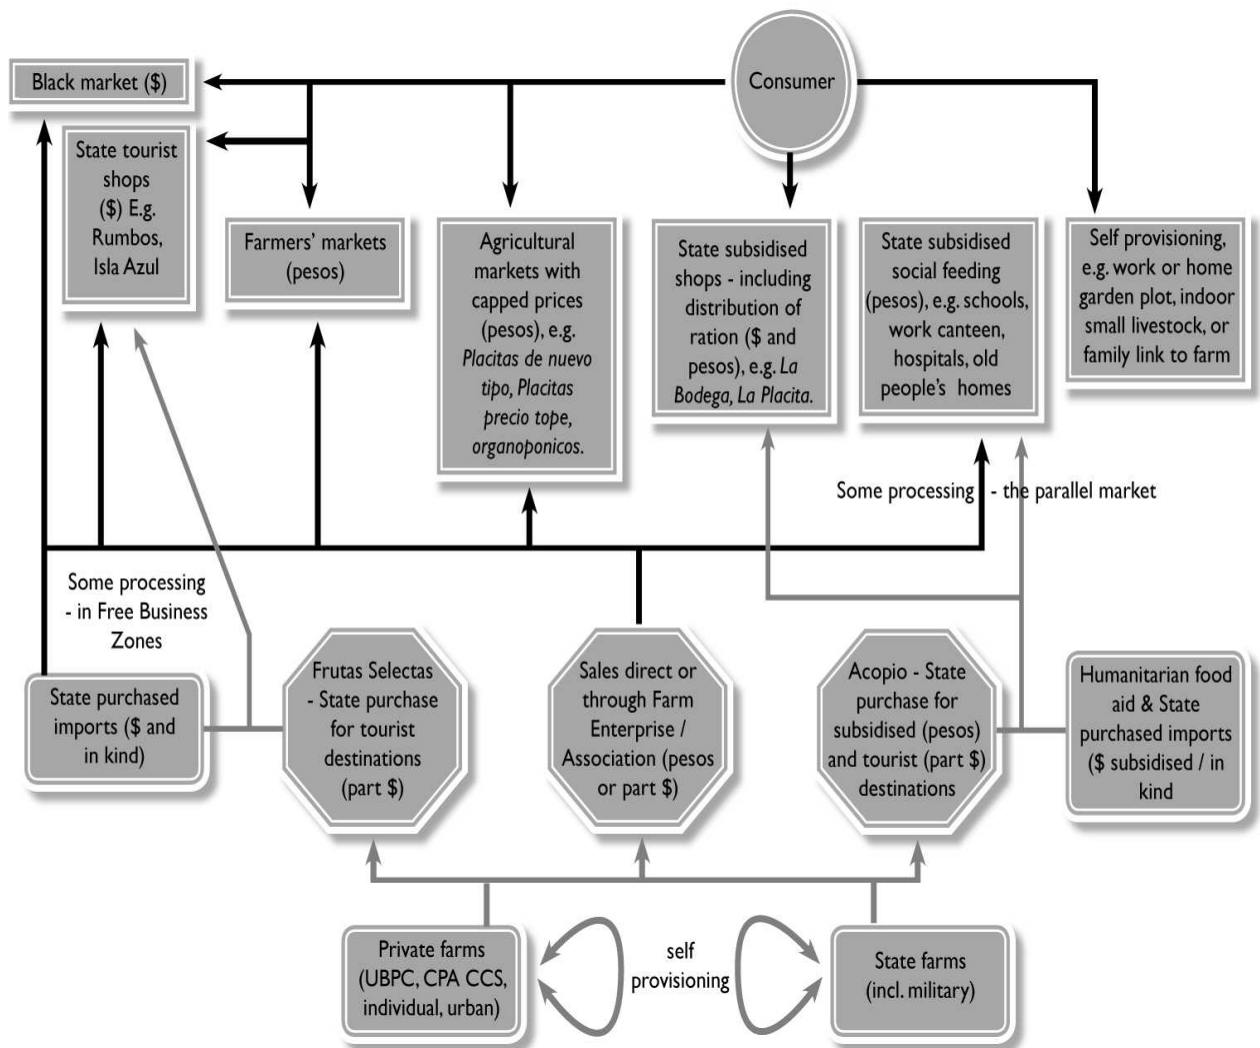 Consumer
Black market ($)
State tourist
shops
($) E.g.
Rumbos,
Isla Azul
Farmers' markets
(pesos)
Agricultural
markets with
capped prices
(pesos), e.g.
Placitas de nuevo
tipo, Placitas
precio tope,
organoponicos.
State subsidised
shops - including
distribution of
ration ($ and
pesos), e.g. La
Bodega, La Placita.
State subsidised
social feeding
(pesos), e.g. schools,
work canteen,
hospitals, old
people's homes
Self provisioning,
e.g. work or home
garden plot, indoor
small livestock, or
family link to farm
Some processing - the parallel market
Some processing
- in Free Business
Zones
State purchased
imports ($ and
in kind)
Frutas Selectas
- State purchase
for tourist
destinations
(part $)
Sales direct or
through Farm
Enterprise /
Association (pesos
or part $)
Acopio - State
purchase for
subsidised (pesos)
and tourist (part $)
destinations
Humanitarian food
aid & State
purchased imports
($ subsidised / in
kind
Private farms
(UBPC, CPA CCS,
individual, urban)
self
provisioning
State farms
(incl. military)